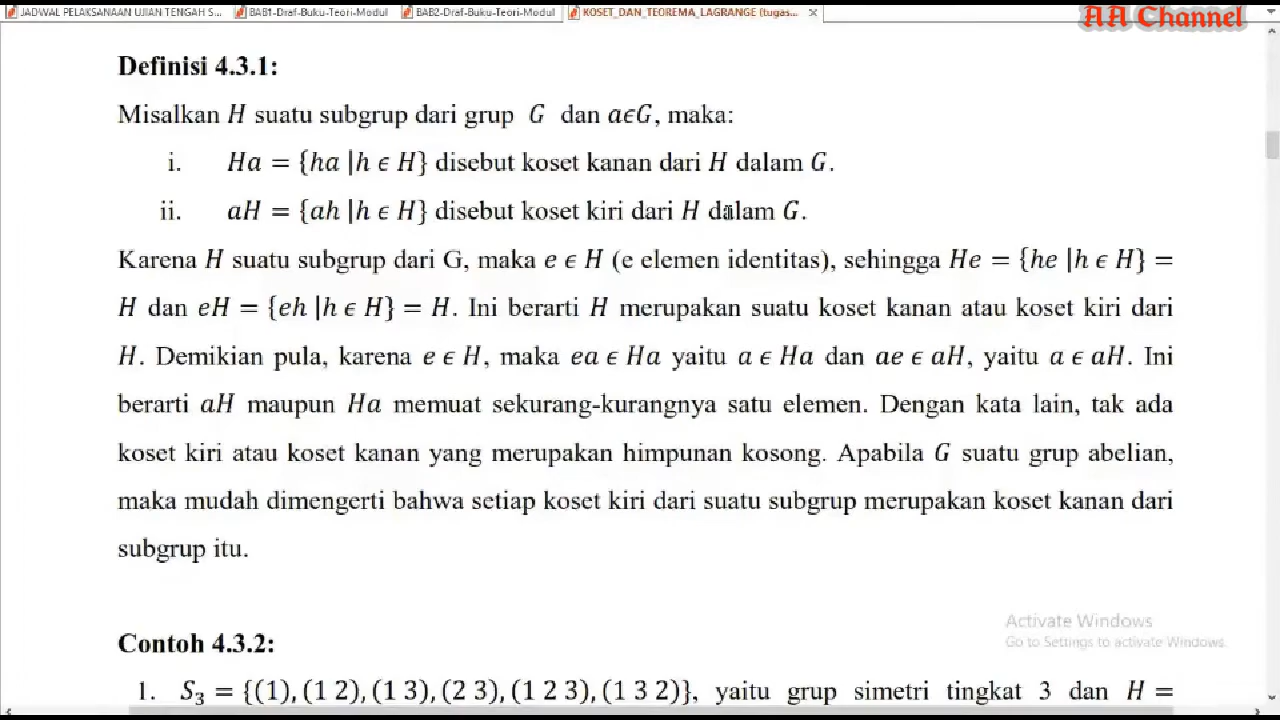 JADWAL PELAKSANAAN UJIAN TENGAH S... BAB1-Draf-Buku-Teori-Modul BAB2-Draf-Buku-Teori-Modul KOSET_DAN_TEOREMA_LAGRANGE (tugas...
AA Channel
Definisi 4.3.1:
Misalkan H suatu subgrup dari grup G dan aϵG, maka:
i. Ha = {ha |h ϵ H} disebut koset kanan dari H dalam G.
ii. aH = {ah |h ϵ H} disebut koset kiri dari H dalam G.
Karena H suatu subgrup dari G, maka e ϵ H (e elemen identitas), sehingga He = {he |h ϵ H} =
H dan eH = {eh |h ϵ H} = H. Ini berarti H merupakan suatu koset kanan atau koset kiri dari
H. Demikian pula, karena e ϵ H, maka ea ϵ Ha yaitu a ϵ Ha dan ae ϵ aH, yaitu a ϵ aH. Ini
berarti aH maupun Ha memuat sekurang-kurangnya satu elemen. Dengan kata lain, tak ada
koset kiri atau koset kanan yang merupakan himpunan kosong. Apabila G suatu grup abelian,
maka mudah dimengerti bahwa setiap koset kiri dari suatu subgrup merupakan koset kanan dari
subgrup itu.
Activate Windows
Go to Settings to activate Windows.
Contoh 4.3.2:
1. S₃ = {(1), (1 2), (1 3), (2 3), (1 2 3), (1 3 2)}, yaitu grup simetri tingkat 3 dan H =